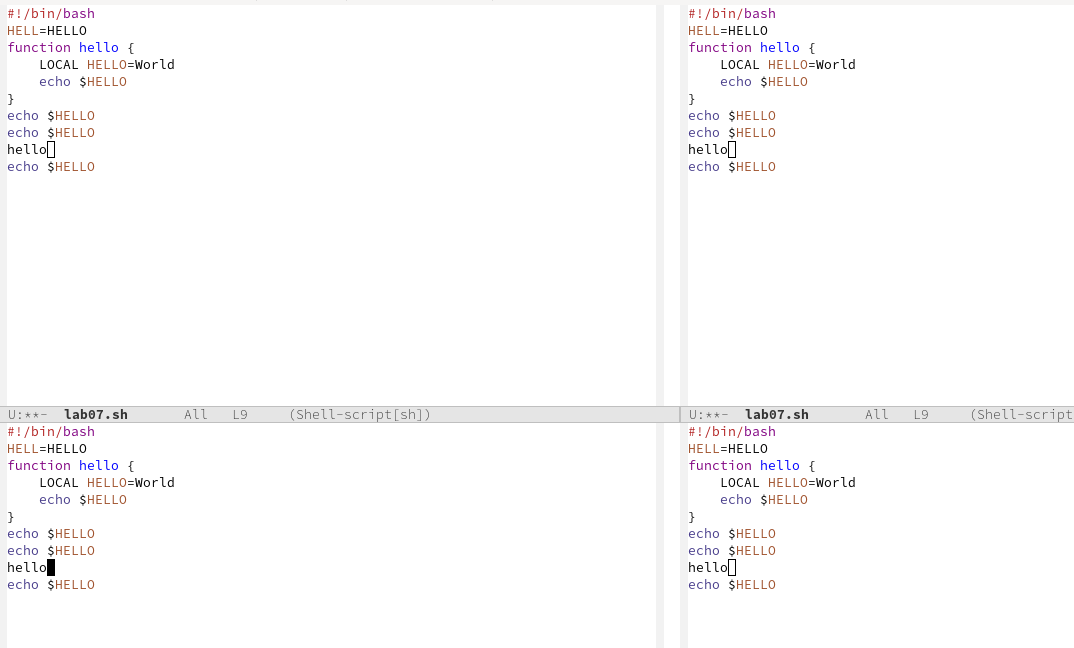 #!/bin/bash
HELL=HELLO
function hello {
    LOCAL HELLO=World
    echo $HELLO
}
echo $HELLO
echo $HELLO
hello
echo $HELLO
U:**-  lab07.sh       All   L9     (Shell-script[sh])
#!/bin/bash
HELL=HELLO
function hello {
    LOCAL HELLO=World
    echo $HELLO
}
echo $HELLO
echo $HELLO
hello
echo $HELLO
U:**-  lab07.sh       All   L9     (Shell-script
#!/bin/bash
HELL=HELLO
function hello {
    LOCAL HELLO=World
    echo $HELLO
}
echo $HELLO
echo $HELLO
hello
echo $HELLO
#!/bin/bash
HELL=HELLO
function hello {
    LOCAL HELLO=World
    echo $HELLO
}
echo $HELLO
echo $HELLO
hello
echo $HELLO